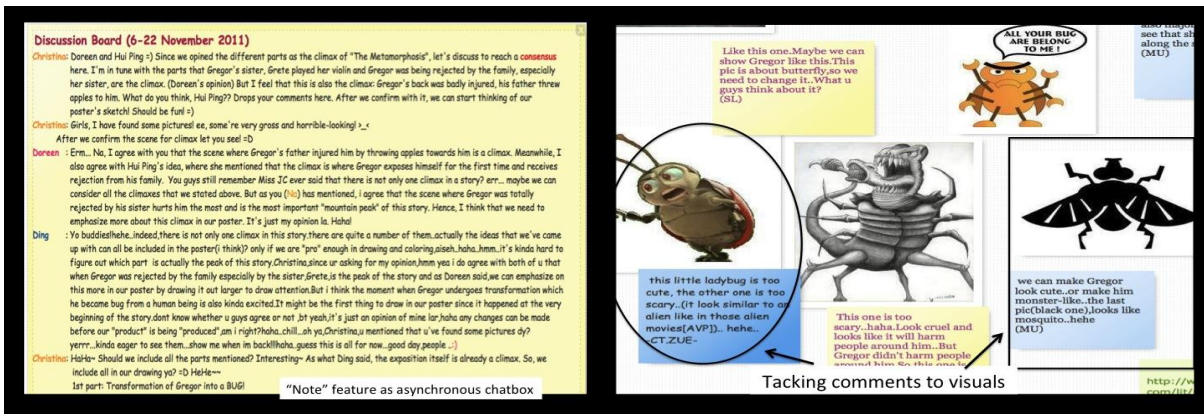 Discussion Board (6-22 November 2011)
Christina: Doreen and Hui Ping =) Since we opined the different parts as the climax of "The Metamorphosis", let's discuss to reach a consensus
here. I'm in tune with the parts that Gregor's sister, Grete played her violin and Gregor was being rejected by the family, especially
her sister, are the climax. (Doreen's opinion) But I feel that this is also the climax: Gregor's back was badly injured, his father threw
apples to him. What do you think, Hui Ping?? Drops your comments here. After we confirm with it, we can start thinking of our
poster's sketch! Should be fun! =)
Christina: Girls, I have found some pictures! ee, some're very gross and horrible-looking! >_<
After we confirm the scene for climax let you see! =D
Doreen : Erm... Na, I agree with you that the scene where Gregor's father injured him by throwing apples towards him is a climax. Meanwhile, I
also agree with Hui Ping's idea, where she mentioned that the climax is where Gregor exposes himself for the first time and receives
rejection from his family. You guys still remember Miss JC ever said that there is not only one climax in a story? err... maybe we can
consider all the climaxes that we stated above. But as you (Na) has mentioned, i agree that the scene where Gregor was totally
rejected by his sister hurts him the most and is the most important "mountain peak" of this story. Hence, I think that we need to
emphasize more about this climax in our poster. It's just my opinion la. Haha!
Ding : Yo buddies!hehe..indeed,there is not only one climax in this story,there are quite a number of them..actually the ideas that we've came
up with can all be included in the poster(i think)? only if we are "pro" enough in drawing and coloring,aiseh..haha..hmm..it's kinda hard to
figure out which part is actually the peak of this story.Christina,since ur asking for my opinion,hmm yea i do agree with both of u that
when Gregor was rejected by the family especially by the sister,Grete,is the peak of the story and as Doreen said,we can emphasize on
this more in our poster by drawing it out larger to draw attention.But i think the moment when Gregor undergoes transformation which
he became bug from a human being is also kinda excited.It might be the first thing to draw in our poster since it happened at the very
beginning of the story.dont know whether u guys agree or not ,bt yeah,it's just an opinion of mine lar,haha any changes can be made
before our "product" is being "produced",am i right?haha..chill...oh ya,Christina,u mentioned that u've found some pictures dy?
yerrr...kinda eager to see them...show me when im back!!!haha..guess this is all for now...good day,people ..:)
Christina: HaHa~ Should we include all the parts mentioned? Interesting~ As what Ding said, the exposition itself is already a climax. So, we
include all in our drawing ya? =D HeHe~~
1st part: Transformation of Gregor into a BUG!
"Note" feature as asynchronous chatbox
Like this one.Maybe we can
show Gregor like this.This
pic is about butterfly,so we
need to change it..What u
guys think about it?
(SL)
ALL YOUR BUG
ARE BELONG
TO ME !
see that sh
along the s
(MU)
this little ladybug is too
cute, the other one is too
scary..(it look similar to an
alien like in those alien
movies[AVP]).. hehe..
-CT.ZUE-
This one is too
scary..haha.Look cruel and
looks like it will harm
people around him..But
Gregor didn't harm people
around him.So this one is
we can make Gregor
look cute..or make him
monster-like..the last
pic(black one),looks like
mosquito..hehe
(MU)
Tacking comments to visuals
http://w
com/lit/